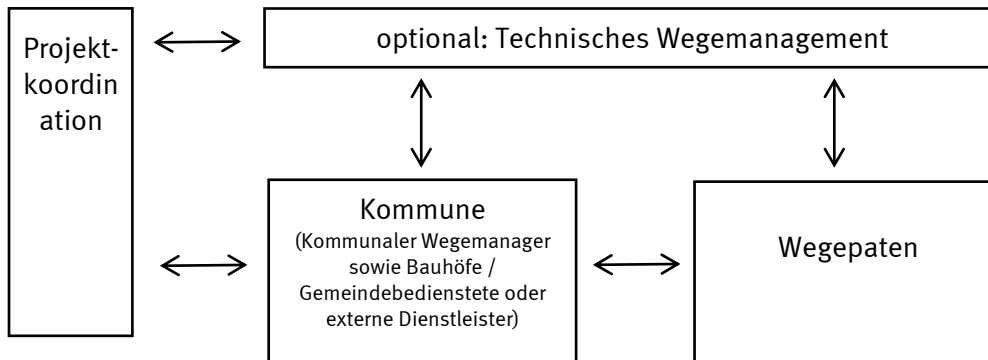 Projekt-
koordin
ation
optional: Technisches Wegemanagement
Kommune
(Kommunaler Wegemanager
sowie Bauhöfe /
Gemeindebedienstete oder
externe Dienstleister)
Wegepaten